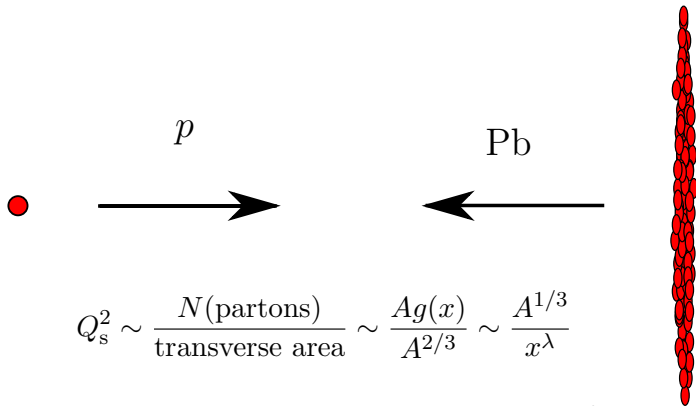 p
Pb
Q_s^2 ∼ N(partons)/transverse area ∼ Ag(x)/A^{2/3} ∼ A^{1/3}/x^λ